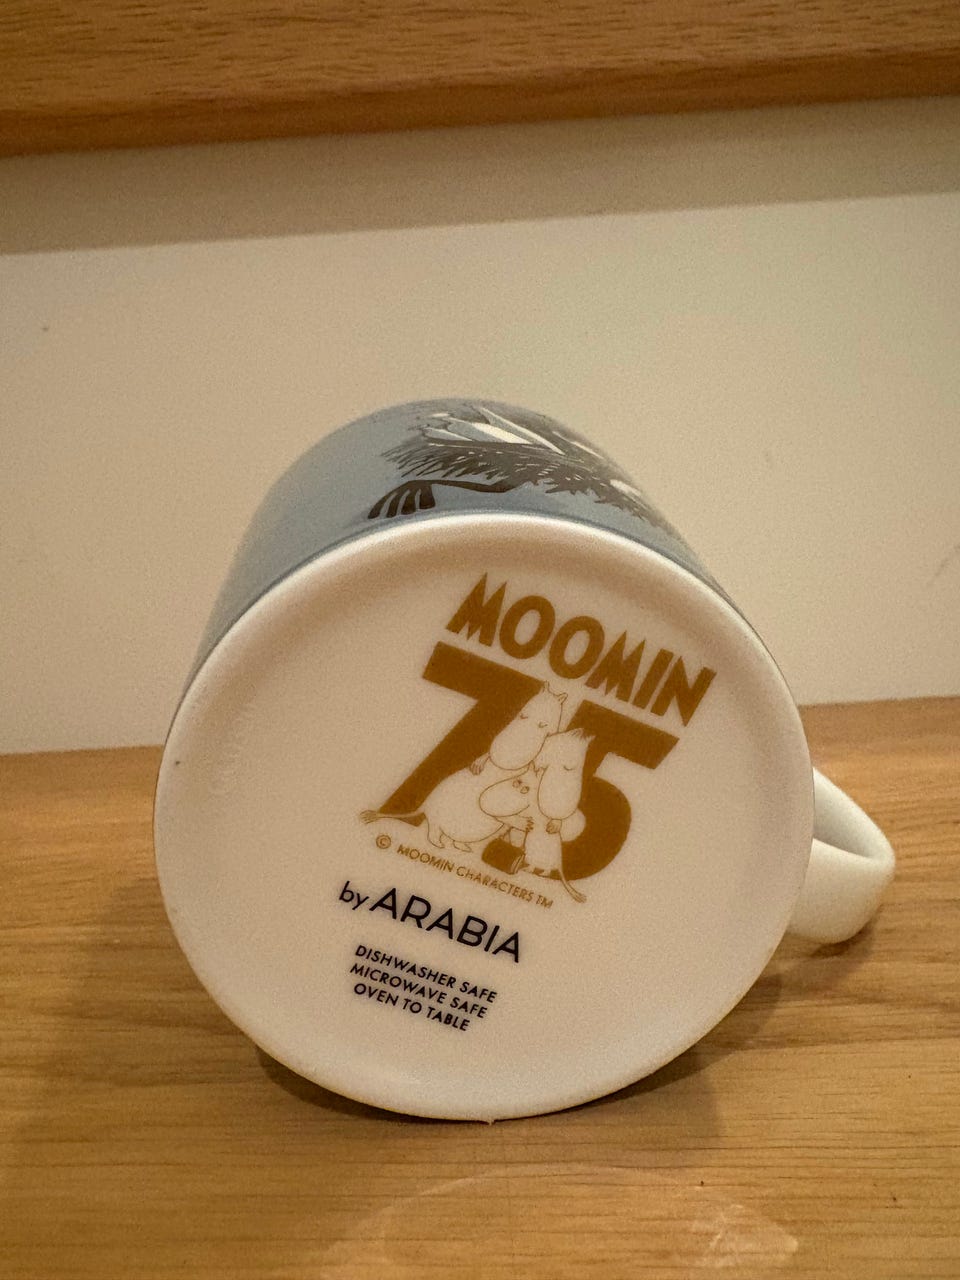 MOOMIN
75
© MOOMIN CHARACTERS TM
by ARABIA
DISHWASHER SAFE
MICROWAVE SAFE
OVEN TO TABLE